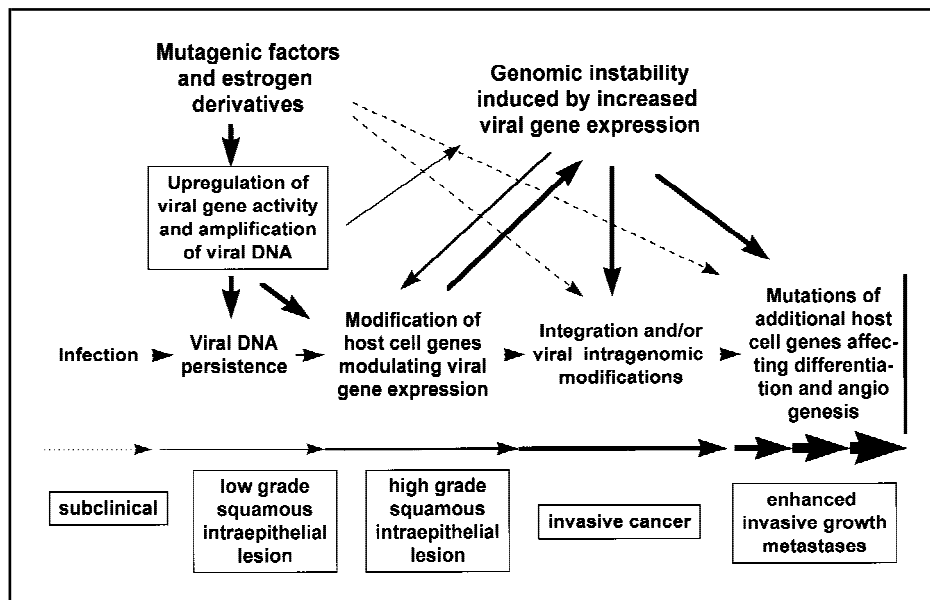 Mutagenic factors
and estrogen
derivatives
Genomic instability
induced by increased
viral gene expression
Upregulation of
viral gene activity
and amplification
of viral DNA
Infection
Viral DNA
persistence
Modification of
host cell genes
modulating viral
gene expression
Integration and/or
viral intragenomic
modifications
Mutations of
additional host
cell genes affec-
ting differentia-
tion and angio
genesis
subclinical
low grade
squamous
intraepithelial
lesion
high grade
squamous
intraepithelial
lesion
invasive cancer
enhanced
invasive growth
metastases